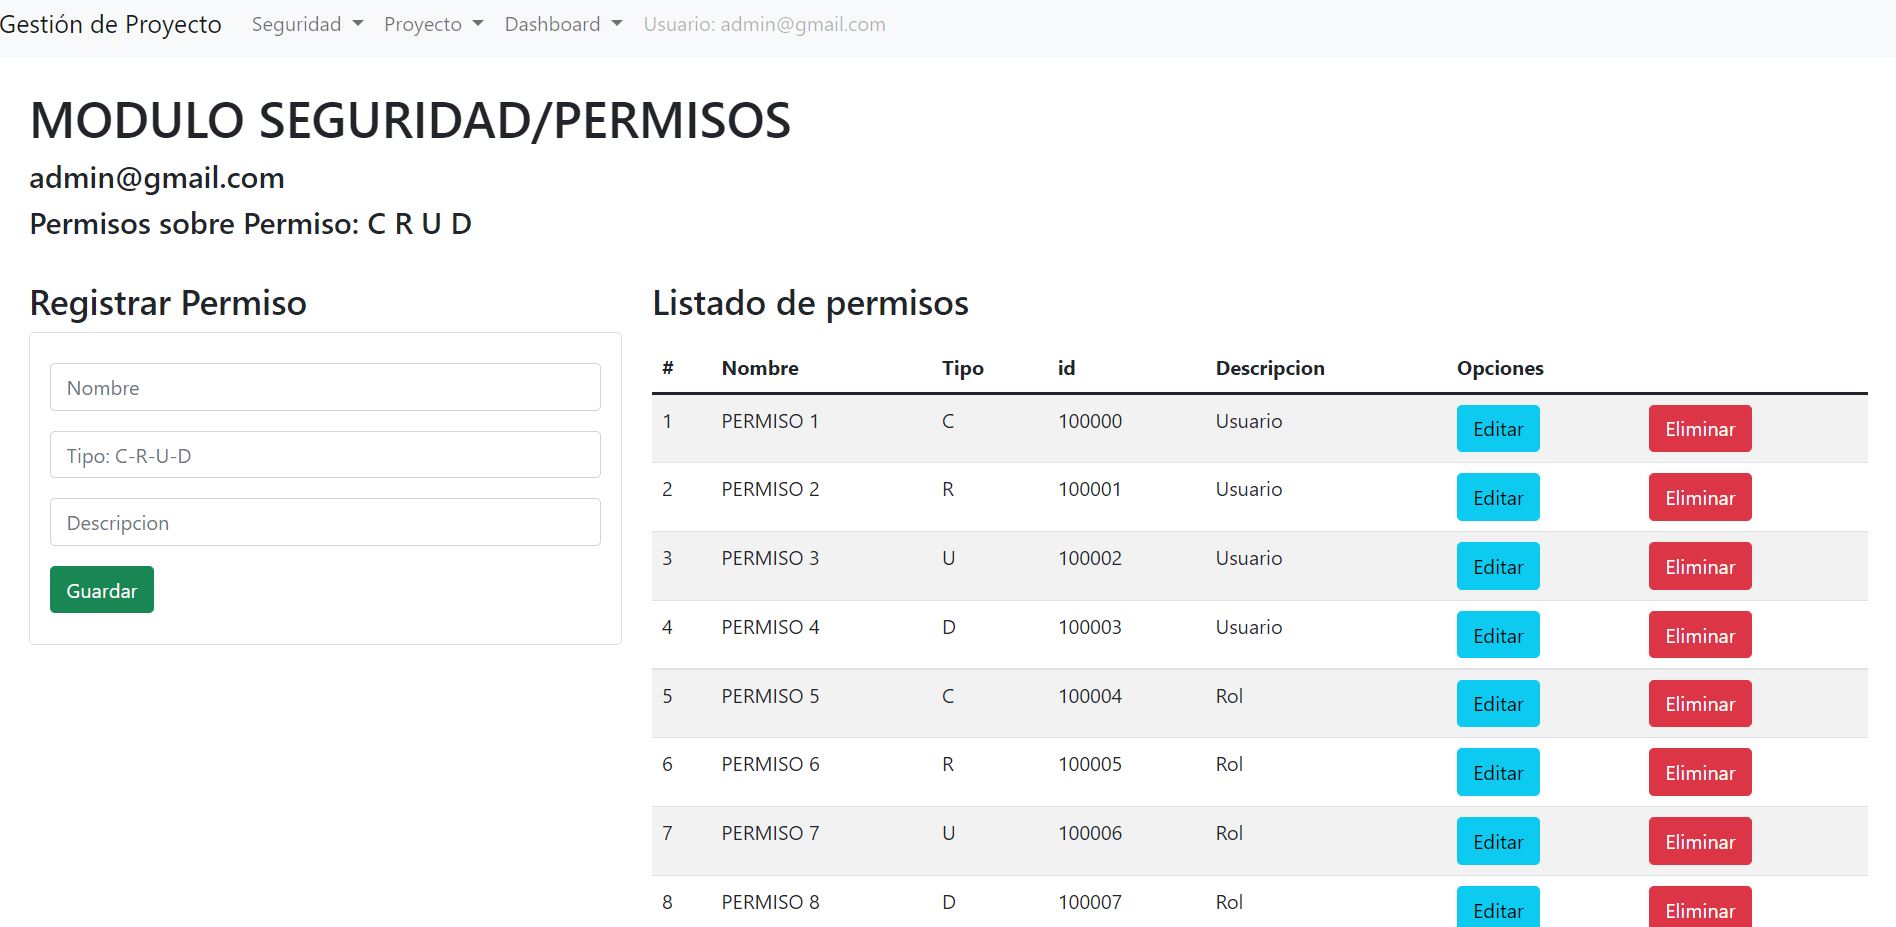 Gestión de Proyecto Seguridad Proyecto Dashboard Usuario: admin@gmail.com
MODULO SEGURIDAD/PERMISOS
admin@gmail.com
Permisos sobre Permiso: C R U D
Registrar Permiso
Nombre
Tipo: C-R-U-D
Descripcion
Guardar
Listado de permisos
# Nombre Tipo id Descripcion Opciones
1 PERMISO 1 C 100000 Usuario Editar Eliminar
2 PERMISO 2 R 100001 Usuario Editar Eliminar
3 PERMISO 3 U 100002 Usuario Editar Eliminar
4 PERMISO 4 D 100003 Usuario Editar Eliminar
5 PERMISO 5 C 100004 Rol Editar Eliminar
6 PERMISO 6 R 100005 Rol Editar Eliminar
7 PERMISO 7 U 100006 Rol Editar Eliminar
8 PERMISO 8 D 100007 Rol Editar Eliminar